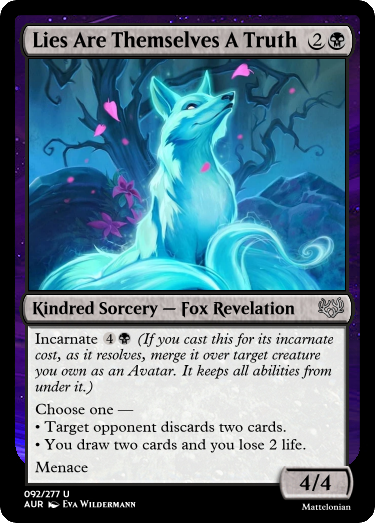 Lies Are Themselves A Truth 2
Kindred Sorcery — Fox Revelation
Incarnate 4 (If you cast this for its incarnate
cost, as it resolves, merge it over target creature
you own as an Avatar. It keeps all abilities from
under it.)
Choose one —
• Target opponent discards two cards.
• You draw two cards and you lose 2 life.
Menace
4/4
092/277 U
AUR Eva Wildermann
Mattelonian